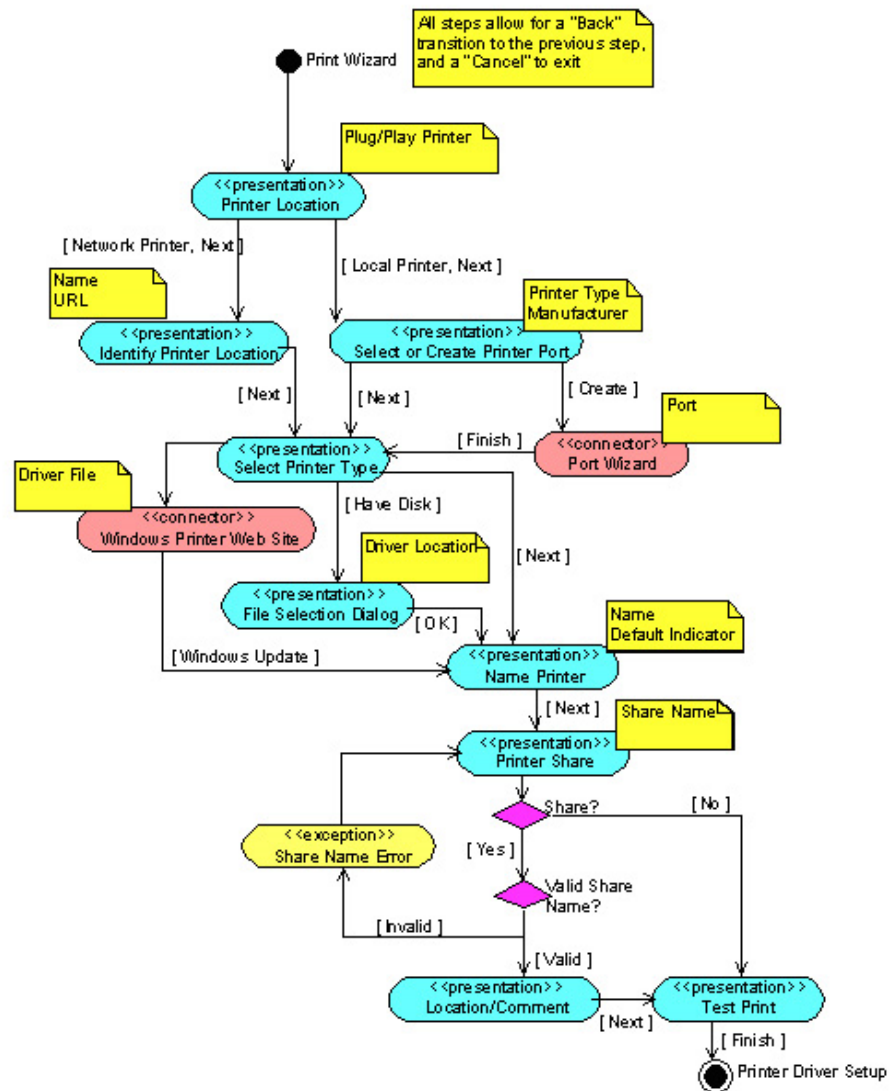 All steps allow for a "Back"
transition to the previous step,
and a "Cancel" to exit
Print Wizard
Plug/Play Printer
<<presentation>>
Printer Location
[ Network Printer, Next ]
[ Local Printer, Next ]
Name
URL
Printer Type
Manufacturer
<<presentation>>
Identify Printer Location
<<presentation>>
Select or Create Printer Port
[ Next ]
[ Next ]
[ Create ]
Port
[ Finish ]
<<connector>>
Port Wizard
<<presentation>>
Select Printer Type
Driver File
[ Have Disk ]
<<connector>>
Windows Printer Web Site
Driver Location
[ Next ]
<<presentation>>
File Selection Dialog
[ OK ]
Name
Default Indicator
[ Windows Update ]
<<presentation>>
Name Printer
[ Next ]
Share Name
<<presentation>>
Printer Share
Share?
[ No ]
<<exception>>
Share Name Error
[ Yes ]
Valid Share
Name?
[ Invalid ]
[ Valid ]
<<presentation>>
Location/Comment
[ Next ]
<<presentation>>
Test Print
[ Finish ]
Printer Driver Setup